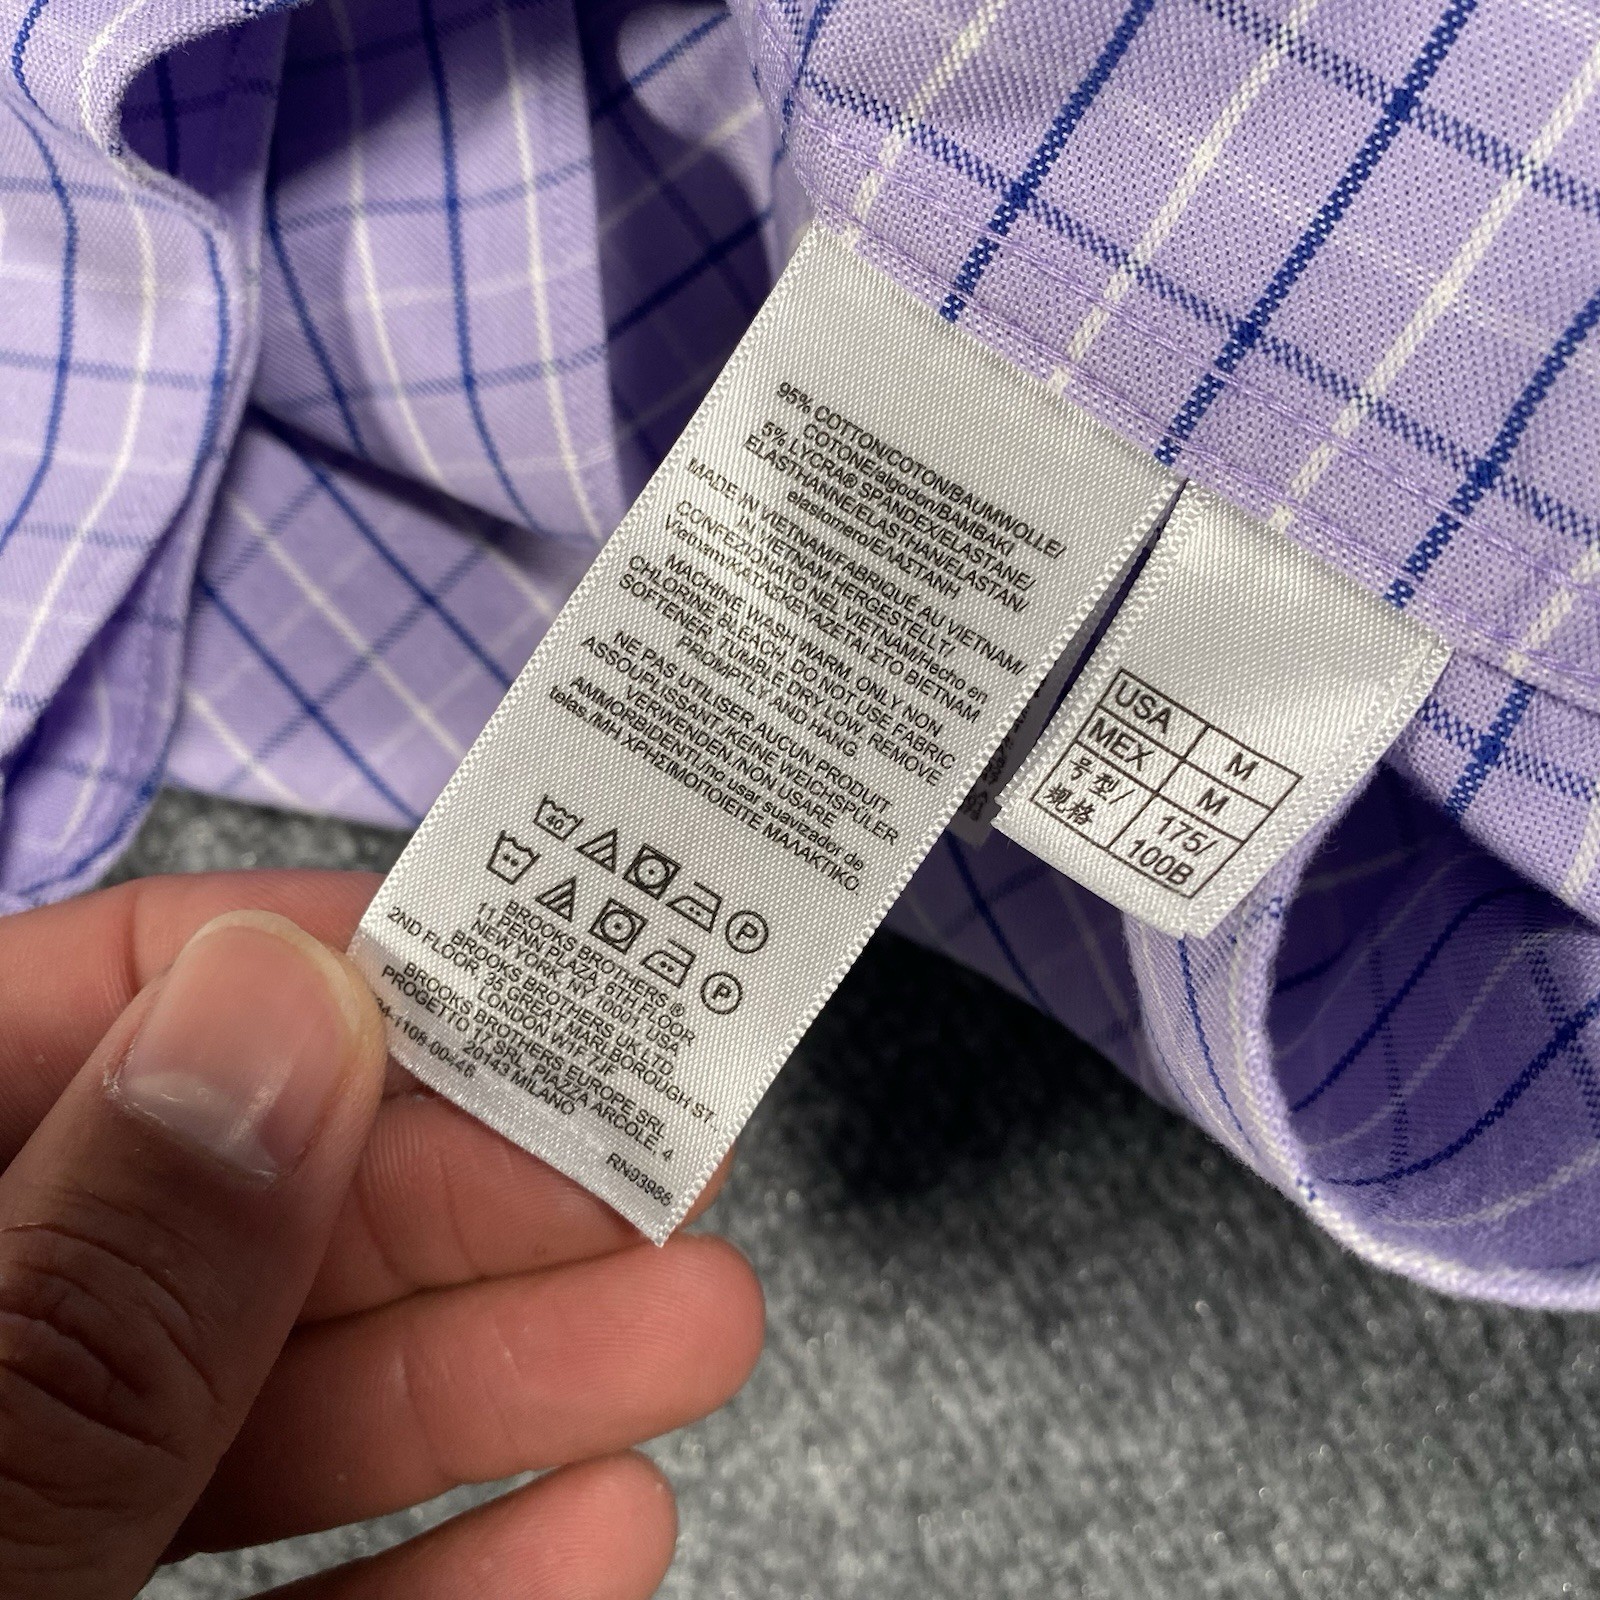 95% COTTON/COTON/BAUMWOLLE/
COTONE/algodon/BAMBAKI
5% LYCRA® SPANDEX/ELASTANE/
ELASTHANNE/ELASTHAN/ELASTAN/
elastomero/ΕΛΑΣΤΑΝΗ
MADE IN VIETNAM/FABRIQUÉ AU VIETNAM/
IN VIETNAM HERGESTELLT/
CONFEZIONATO NEL VIETNAM/Hecho en
Vietnam/ΚΑΤΑΣΚΕΥΑΖΕΤΑΙ ΣΤΟ ΒΙΕΤΝΑΜ
MACHINE WASH WARM. ONLY NON
CHLORINE BLEACH. DO NOT USE FABRIC
SOFTENER. TUMBLE DRY LOW. REMOVE
PROMPTLY AND HANG.
NE PAS UTILISER AUCUN PRODUIT
ASSOUPLISSANT./KEINE WEICHSPÜLER
VERWENDEN./NON USARE
AMMORBIDENTI./no usar suavizador de
telas./ΜΗ ΧΡΗΣΙΜΟΠΟΙΕΙΤΕ ΜΑΛΑΚΤΙΚΟ
40
P
P
BROOKS BROTHERS®
11 PENN PLAZA, 6TH FLOOR
NEW YORK, NY 10001, USA
BROOKS BROTHERS UK LTD.
2ND FLOOR, 35 GREAT MARLBOROUGH ST.,
LONDON W1F 7JF
BROOKS BROTHERS EUROPE SRL
PROGETTO 17 SRL, PIAZZA ARCOLE, 4
20143 MILANO
RN93986
USA M
MEX M
号型/ 175/
规格 100B